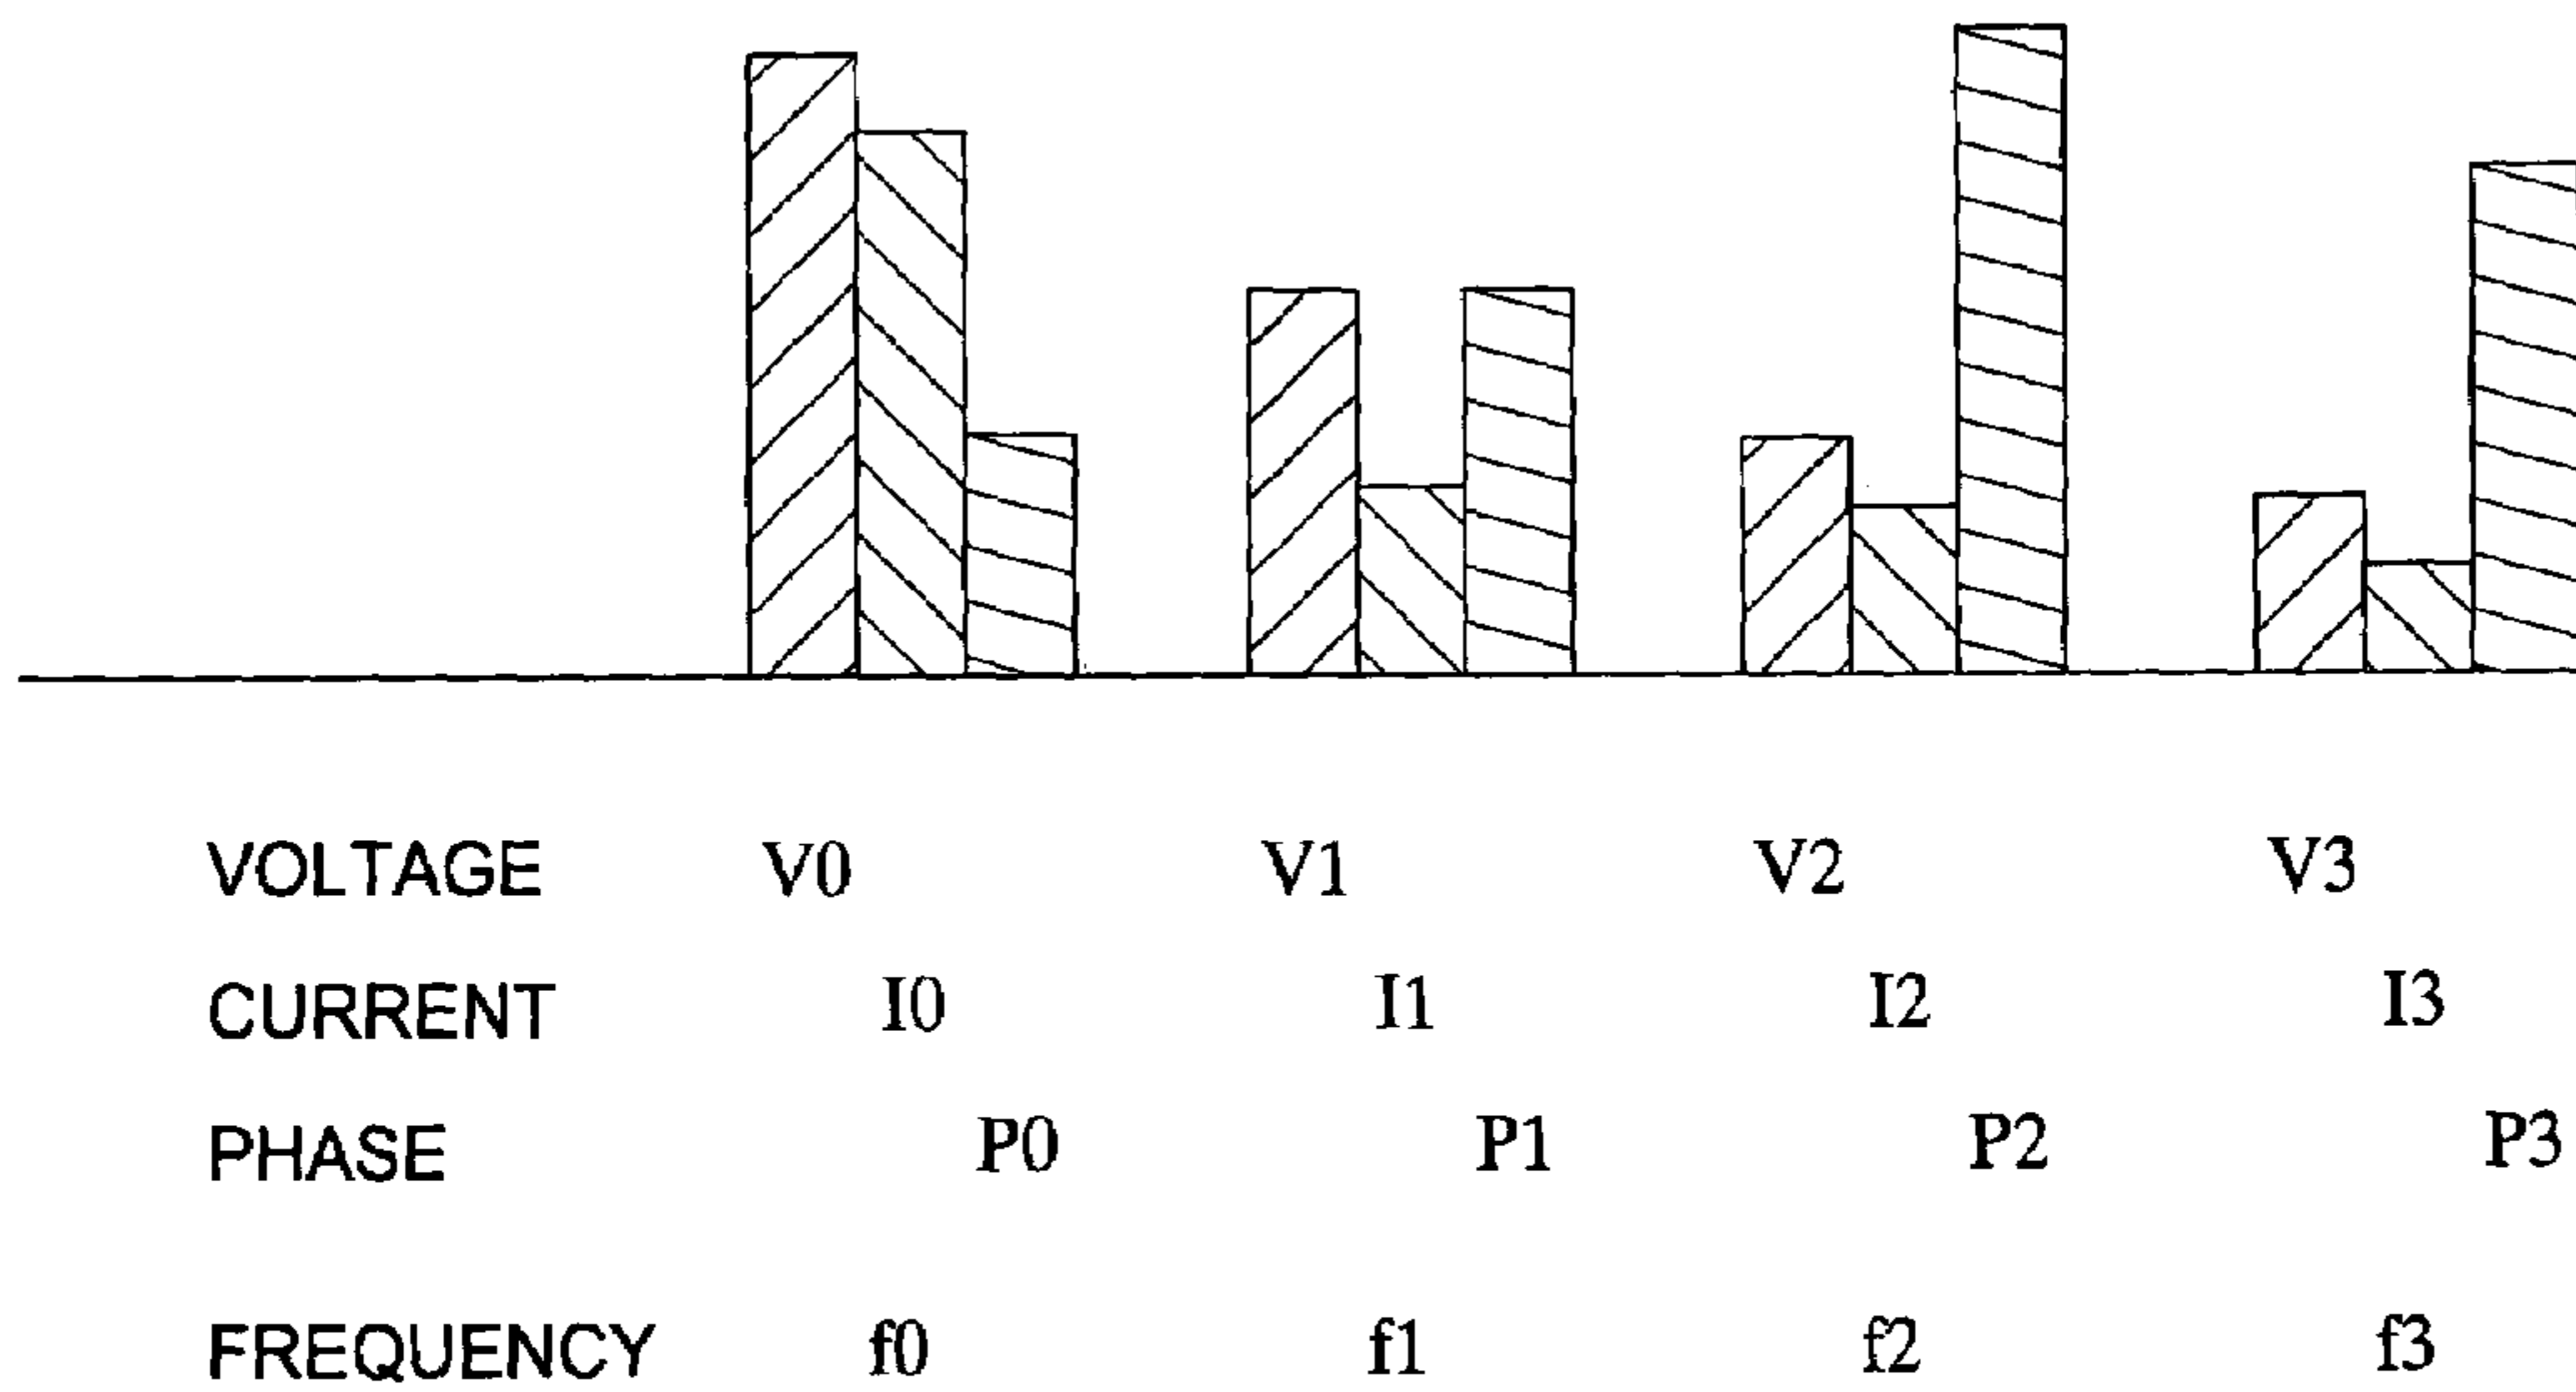 VOLTAGE V0 V1 V2 V3
CURRENT I0 I1 I2 I3
PHASE P0 P1 P2 P3
FREQUENCY f0 f1 f2 f3